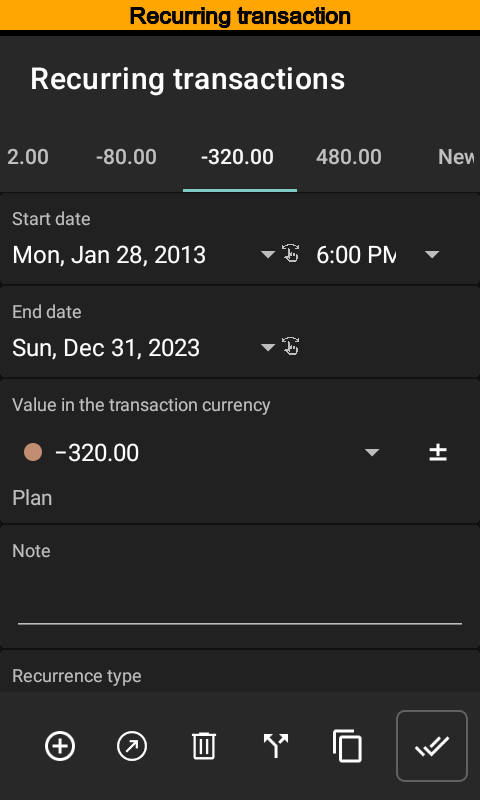 Recurring transaction
Recurring transactions
2.00 -80.00 -320.00 480.00 New
Start date
Mon, Jan 28, 2013 6:00 PM
End date
Sun, Dec 31, 2023
Value in the transaction currency
−320.00 ±
Plan
Note
Recurrence type